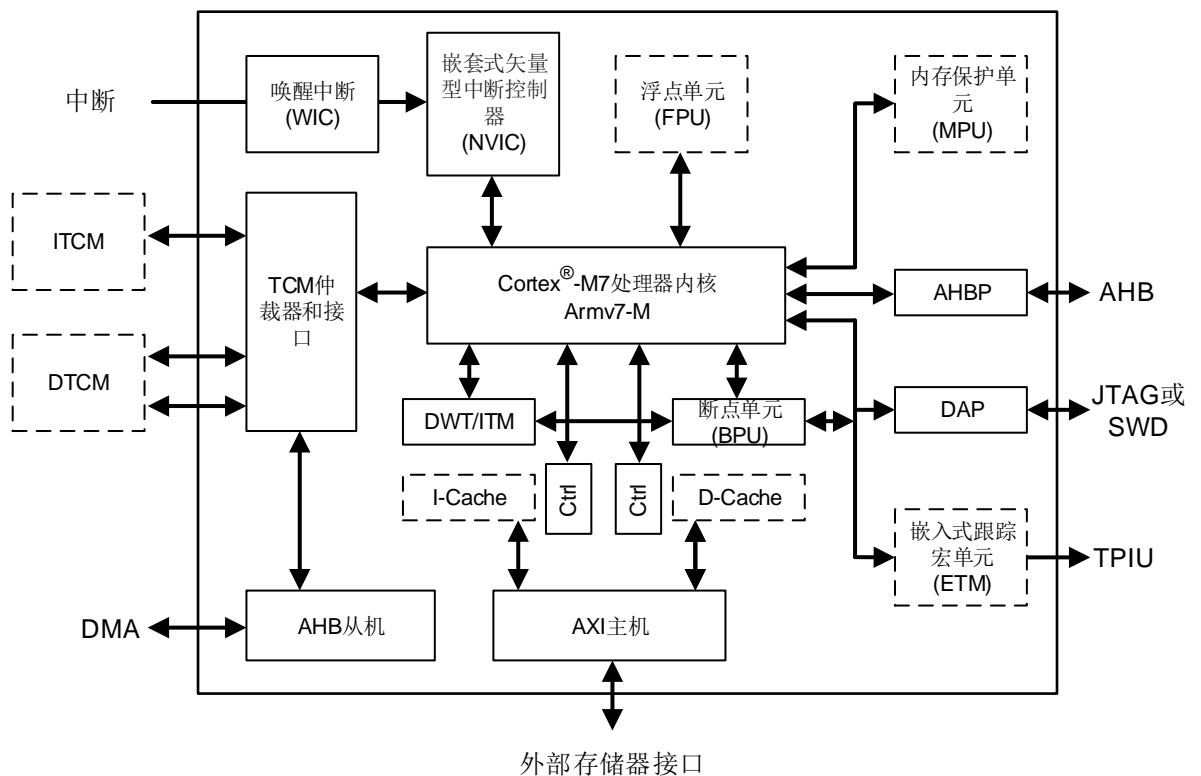 中断
唤醒中断
(WIC)
嵌套式矢量
型中断控制
器
(NVIC)
浮点单元
(FPU)
内存保护单
元
(MPU)
ITCM
DTCM
TCM仲
裁器和接
口
Cortex®-M7处理器内核
Armv7-M
AHBP
AHB
DWT/ITM
断点单元
(BPU)
DAP
JTAG或
SWD
I-Cache
Ctrl
Ctrl
D-Cache
嵌入式跟踪
宏单元
(ETM)
TPIU
DMA
AHB从机
AXI主机
外部存储器接口